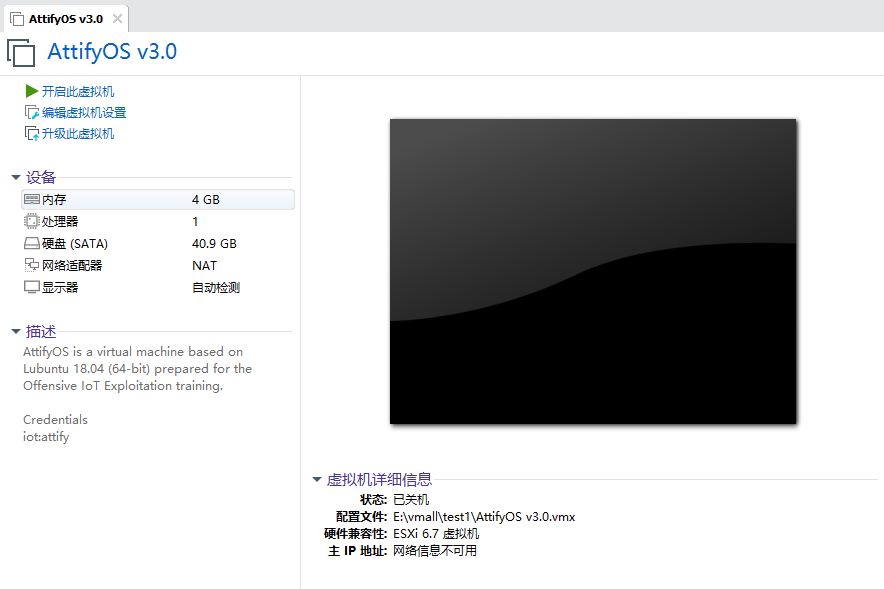 AttifyOS v3.0
AttifyOS v3.0
开启此虚拟机
编辑虚拟机设置
升级此虚拟机
设备
内存 4 GB
处理器 1
硬盘 (SATA) 40.9 GB
网络适配器 NAT
显示器 自动检测
描述
AttifyOS is a virtual machine based on
Lubuntu 18.04 (64-bit) prepared for the
Offensive IoT Exploitation training.
Credentials
iot:attify
虚拟机详细信息
状态: 已关机
配置文件: E:\vmall\test1\AttifyOS v3.0.vmx
硬件兼容性: ESXi 6.7 虚拟机
主 IP 地址: 网络信息不可用